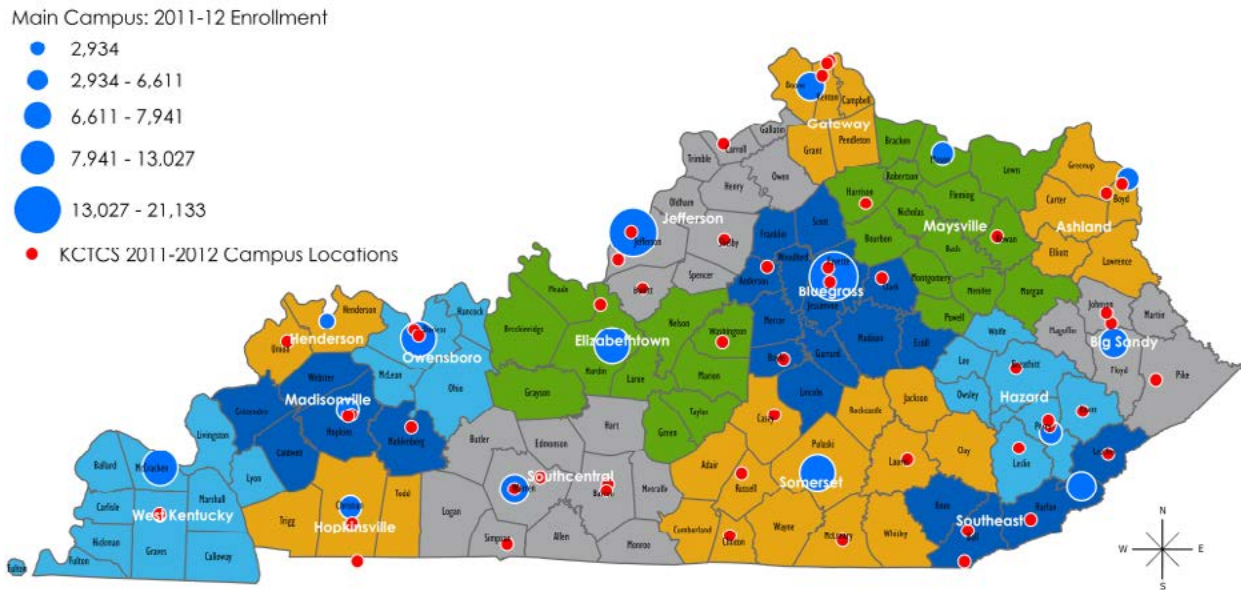 Main Campus: 2011-12 Enrollment
2,934
2,934 - 6,611
6,611 - 7,941
7,941 - 13,027
13,027 - 21,133
KCTCS 2011-2012 Campus Locations
Boone
Kenton
Campbell
Gateway
Grant
Pendleton
Gallatin
Carroll
Trimble
Owen
Henry
Oldham
Jefferson
Jefferson
Shelby
Spencer
Bullitt
Bracken
Mason
Lewis
Robertson
Fleming
Harrison
Nicholas
Maysville
Rowan
Bourbon
Bath
Montgomery
Menifee
Morgan
Powell
Greenup
Carter
Boyd
Ashland
Elliott
Lawrence
Scott
Franklin
Woodford
Fayette
Anderson
Clark
Bluegrass
Jessamine
Mercer
Madison
Estill
Garrard
Boyle
Lincoln
Johnson
Martin
Magoffin
Big Sandy
Floyd
Pike
Henderson
Henderson
Union
Hancock
Daviess
Owensboro
McLean
Ohio
Meade
Breckinridge
Elizabethtown
Nelson
Washington
Hardin
Larue
Marion
Grayson
Taylor
Green
Webster
Madisonville
Crittenden
Hopkins
Caldwell
Muhlenberg
Wolfe
Lee
Breathitt
Owsley
Hazard
Knott
Perry
Leslie
Letcher
Livingston
Ballard
McCracken
Lyon
Marshall
Carlisle
West Kentucky
Hickman
Graves
Calloway
Fulton
Fulton
Christian
Todd
Trigg
Hopkinsville
Butler
Edmonson
Hart
Southcentral
Warren
Barren
Metcalfe
Logan
Simpson
Allen
Monroe
Casey
Rockcastle
Jackson
Adair
Pulaski
Laurel
Clay
Russell
Somerset
Cumberland
Clinton
Wayne
McCreary
Whitley
Knox
Southeast
Harlan
Bell
N
W
E
S